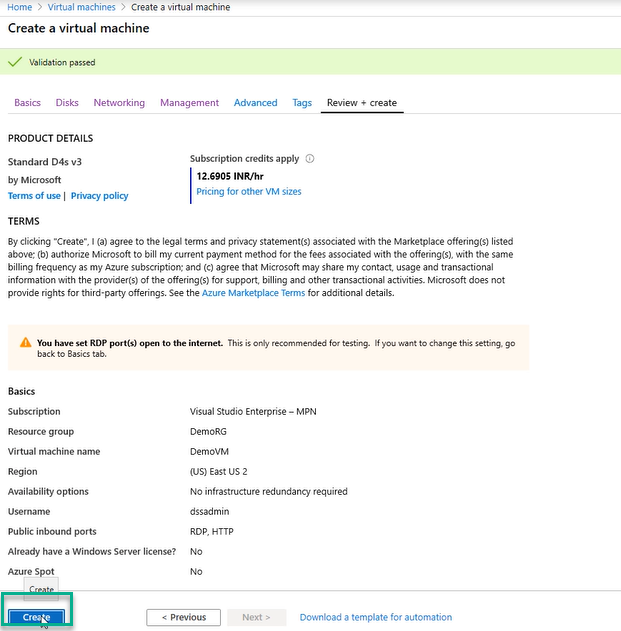 Home > Virtual machines > Create a virtual machine
Create a virtual machine
Validation passed
Basics Disks Networking Management Advanced Tags Review + create
PRODUCT DETAILS
Standard D4s v3
by Microsoft
Terms of use | Privacy policy
Subscription credits apply
12.6905 INR/hr
Pricing for other VM sizes
TERMS
By clicking "Create", I (a) agree to the legal terms and privacy statement(s) associated with the Marketplace offering(s) listed
above; (b) authorize Microsoft to bill my current payment method for the fees associated with the offering(s), with the same
billing frequency as my Azure subscription; and (c) agree that Microsoft may share my contact, usage and transactional
information with the provider(s) of the offering(s) for support, billing and other transactional activities. Microsoft does not
provide rights for third-party offerings. See the Azure Marketplace Terms for additional details.
You have set RDP port(s) open to the internet. This is only recommended for testing. If you want to change this setting, go
back to Basics tab.
Basics
Subscription Visual Studio Enterprise – MPN
Resource group DemoRG
Virtual machine name DemoVM
Region (US) East US 2
Availability options No infrastructure redundancy required
Username dssadmin
Public inbound ports RDP, HTTP
Already have a Windows Server license? No
Azure Spot No
Create
Create < Previous Next > Download a template for automation